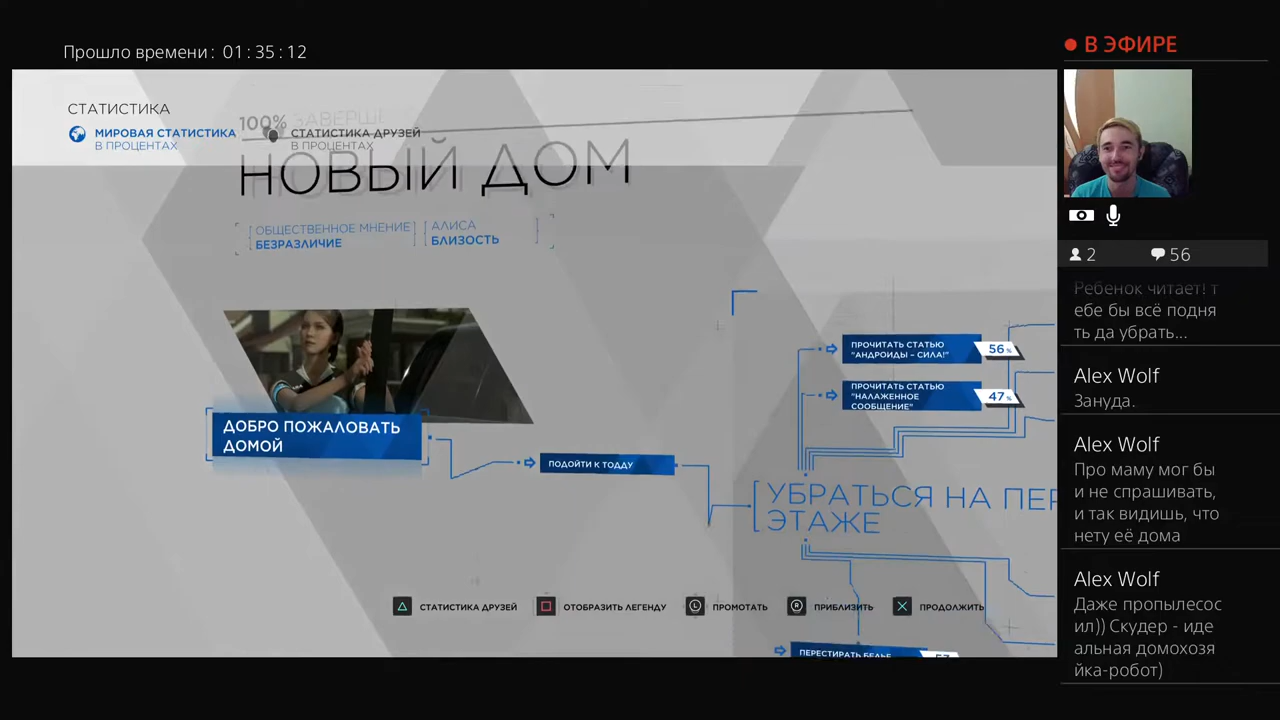 Прошло времени: 01:35:12
В ЭФИРЕ
СТАТИСТИКА
МИРОВАЯ СТАТИСТИКА
В ПРОЦЕНТАХ
СТАТИСТИКА ДРУЗЕЙ
В ПРОЦЕНТАХ
100% ЗАВЕРШЕ
НОВЫЙ ДОМ
ОБЩЕСТВЕННОЕ МНЕНИЕ
БЕЗРАЗЛИЧИЕ
АЛИСА
БЛИЗОСТЬ
ДОБРО ПОЖАЛОВАТЬ
ДОМОЙ
ПОДОЙТИ К ТОДДУ
ПРОЧИТАТЬ СТАТЬЮ
"АНДРОИДЫ – СИЛА!"
56%
ПРОЧИТАТЬ СТАТЬЮ
"НАЛАЖЕННОЕ
СООБЩЕНИЕ"
47%
УБРАТЬСЯ НА ПЕР
ЭТАЖЕ
ПЕРЕСТИРАТЬ БЕЛЬЕ
57
СТАТИСТИКА ДРУЗЕЙ
ОТОБРАЗИТЬ ЛЕГЕНДУ
L ПРОМОТАТЬ
R ПРИБЛИЗИТЬ
ПРОДОЛЖИТЬ
2
56
Ребенок читает! т
ебе бы всё подня
ть да убрать...
Alex Wolf
Зануда.
Alex Wolf
Про маму мог бы
и не спрашивать,
и так видишь, что
нету её дома
Alex Wolf
Даже пропылесос
ил)) Скудер - иде
альная домохозя
йка-робот)